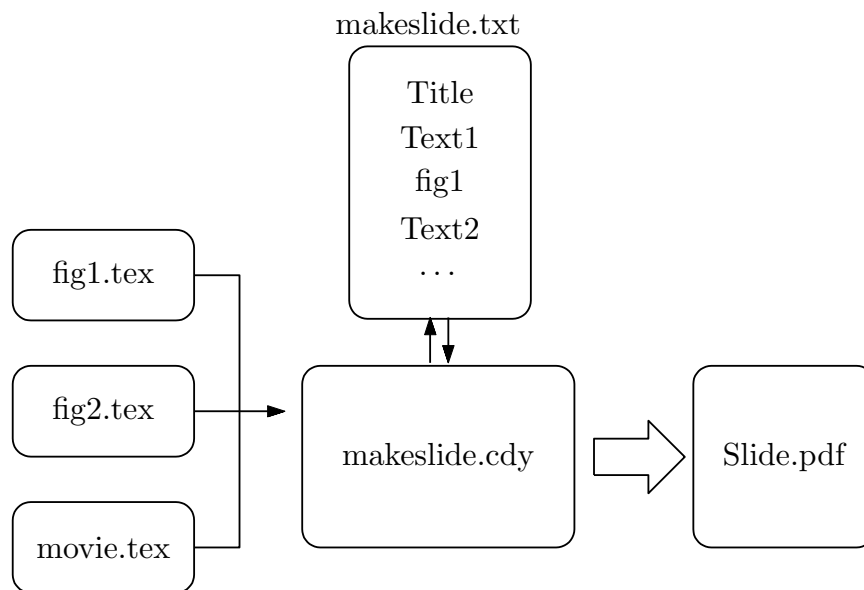 makeslide.txt
Title
Text1
fig1
Text2
...
fig1.tex
fig2.tex
movie.tex
makeslide.cdy
Slide.pdf